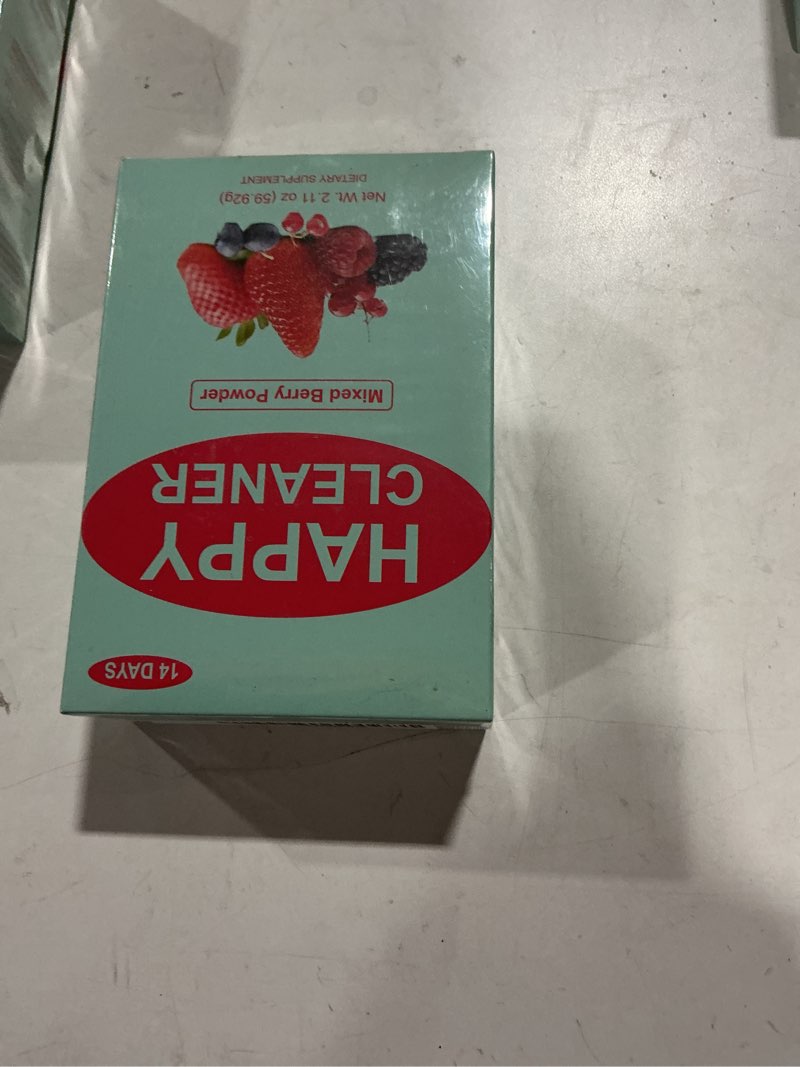 14 DAYS
HAPPY
CLEANER
Mixed Berry Powder
Net Wt. 2.11 oz (59.92g)
DIETARY SUPPLEMENT